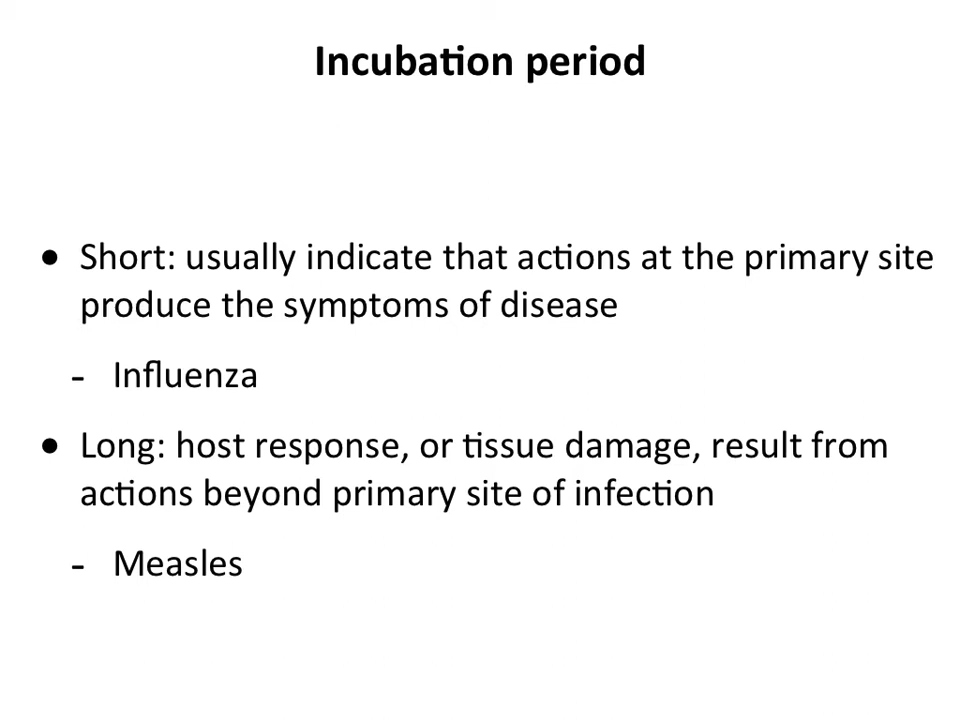 Incubation period
• Short: usually indicate that actions at the primary site
produce the symptoms of disease
- Influenza
• Long: host response, or tissue damage, result from
actions beyond primary site of infection
- Measles